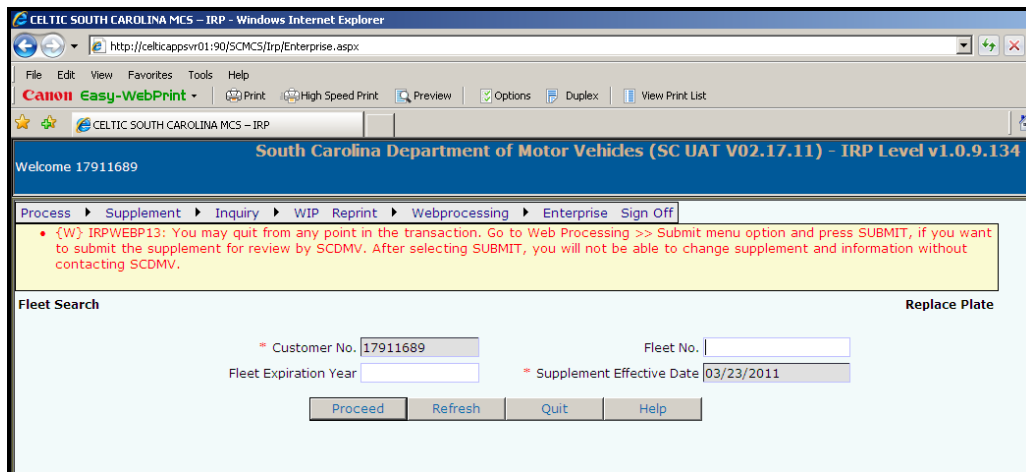 CELTIC SOUTH CAROLINA MCS – IRP - Windows Internet Explorer
http://celticappsvr01:90/SCMCS/Irp/Enterprise.aspx
File Edit View Favorites Tools Help
Canon Easy-WebPrint Print High Speed Print Preview Options Duplex View Print List
CELTIC SOUTH CAROLINA MCS – IRP
South Carolina Department of Motor Vehicles (SC UAT V02.17.11) - IRP Level v1.0.9.134
Welcome 17911689
Process Supplement Inquiry WIP Reprint Webprocessing Enterprise Sign Off
• {W} IRPWEBP13: You may quit from any point in the transaction. Go to Web Processing >> Submit menu option and press SUBMIT, if you want
to submit the supplement for review by SCDMV. After selecting SUBMIT, you will not be able to change supplement and information without
contacting SCDMV.
Fleet Search Replace Plate
* Customer No. 17911689 Fleet No.
Fleet Expiration Year * Supplement Effective Date 03/23/2011
Proceed Refresh Quit Help